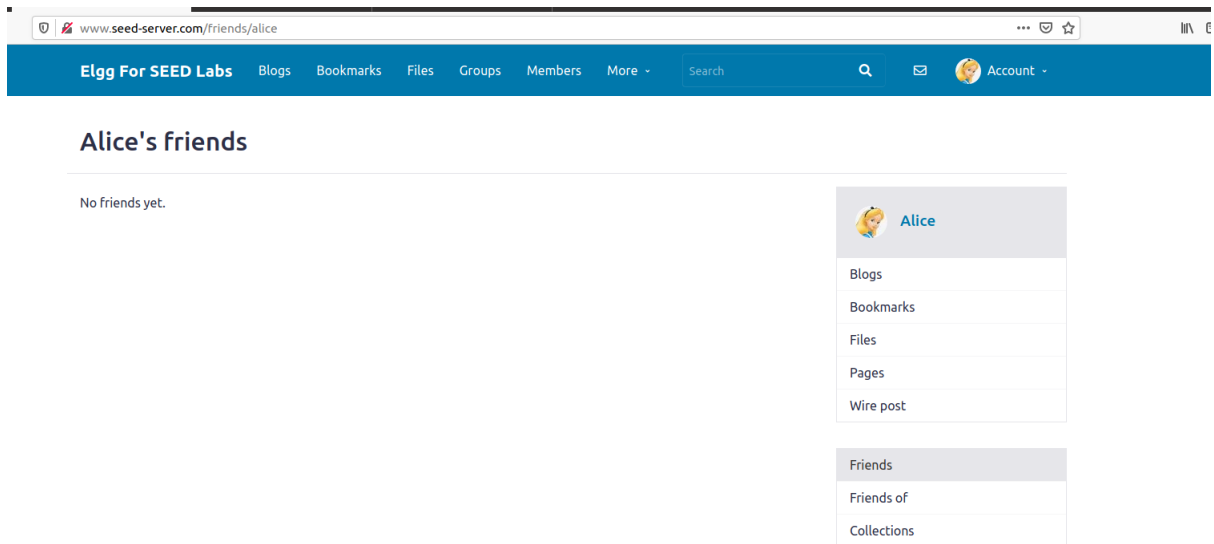 www.seed-server.com/friends/alice
Elgg For SEED Labs Blogs Bookmarks Files Groups Members More Search Account
Alice's friends
No friends yet.
Alice
Blogs
Bookmarks
Files
Pages
Wire post
Friends
Friends of
Collections